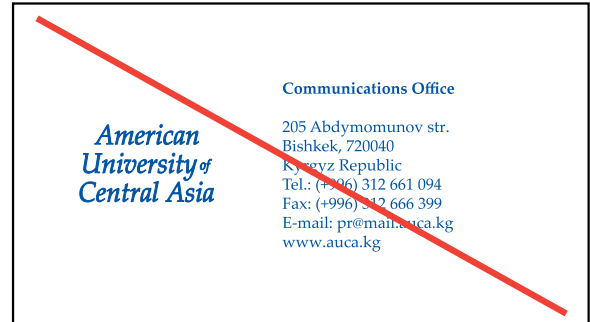 American
University of
Central Asia
Communications Office
205 Abdymomunov str.
Bishkek, 720040
Kyrgyz Republic
Tel.: (+996) 312 661 094
Fax: (+996) 312 666 399
E-mail: pr@mail.auca.kg
www.auca.kg